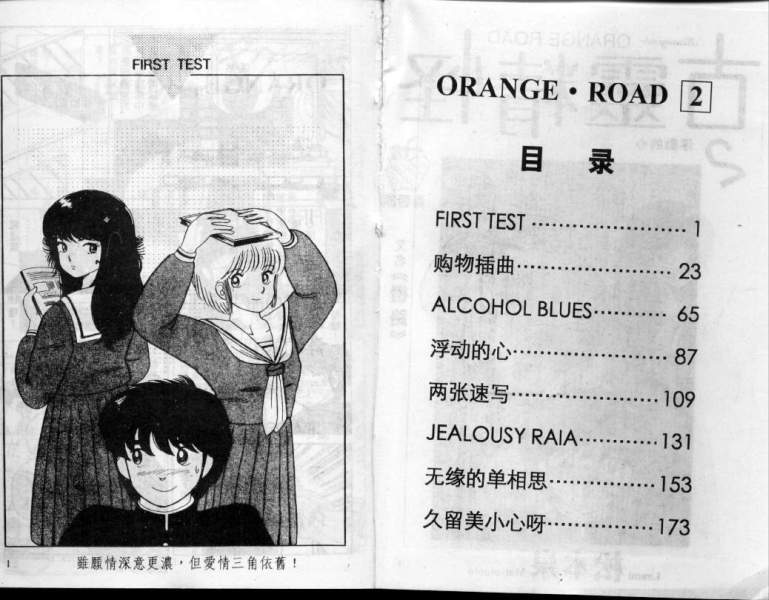 FIRST TEST
1 雖願情深意更濃，但愛情三角依舊！
ORANGE・ROAD 2
目 录
FIRST TEST …………………… 1
购物插曲…………………… 23
ALCOHOL BLUES………… 65
浮动的心…………………… 87
两张速写…………………… 109
JEALOUSY RAIA………… 131
无缘的单相思……………… 153
久留美小心呀……………… 173